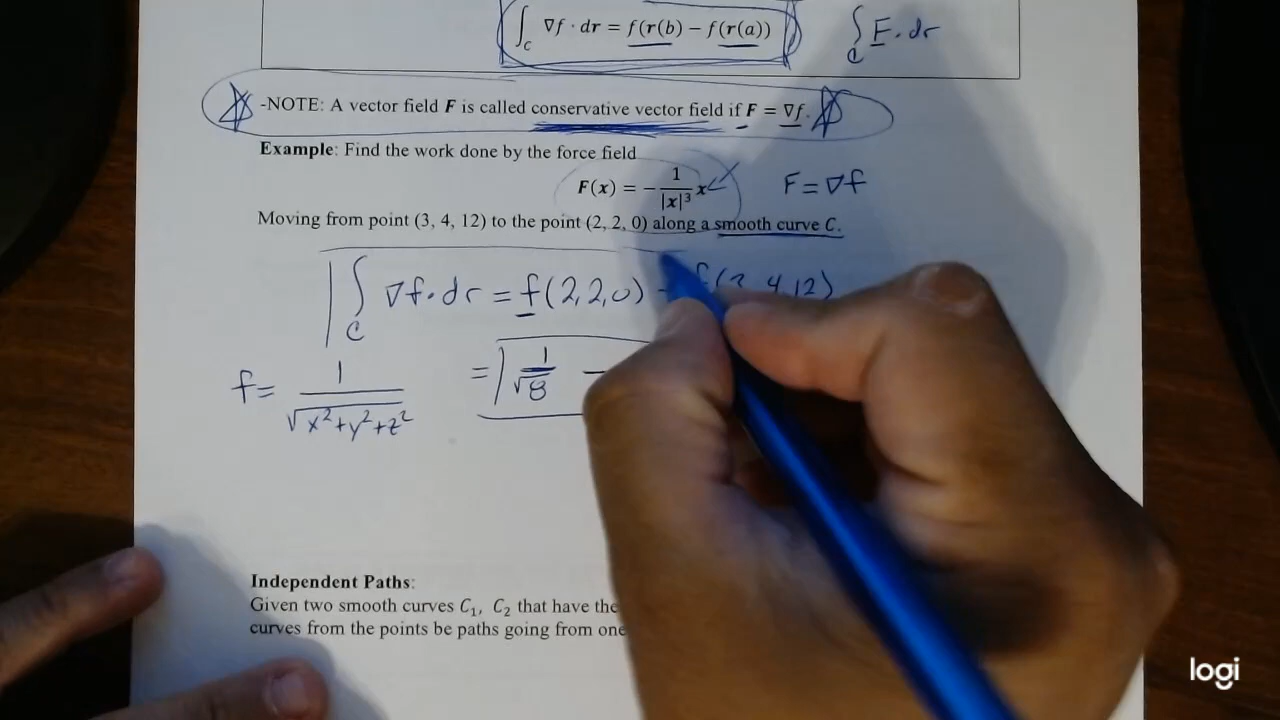 ∫_C ∇f · dr = f(r(b)) − f(r(a)) ∫_C F · dr
-NOTE: A vector field F is called conservative vector field if F = ∇f.
Example: Find the work done by the force field
F(x) = −1/|x|³ x F = ∇f
Moving from point (3, 4, 12) to the point (2, 2, 0) along a smooth curve C.
∫_C ∇f · dr = f(2,2,0) − f( 4,12)
f = 1/√x²+y²+z² = 1/√8 −
Independent Paths:
Given two smooth curves C₁, C₂ that have the
curves from the points be paths going from one
logi